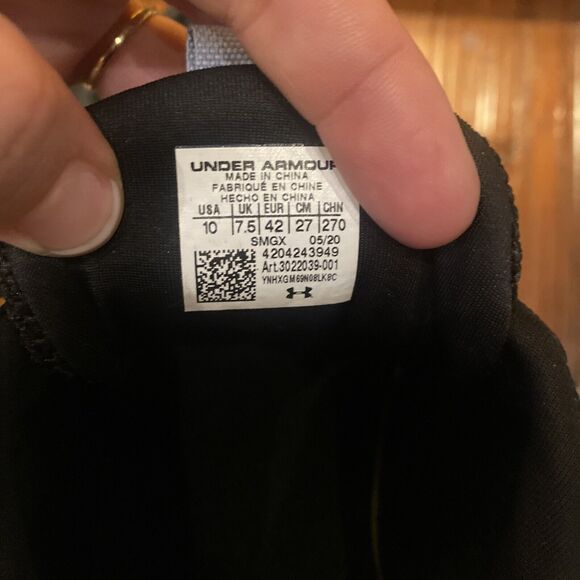 UNDER ARMOUR
MADE IN CHINA
FABRIQUÉ EN CHINE
HECHO EN CHINA
USA UK EUR CM CHN
10 7.5 42 27 270
SMGX 05/20
4204243949
Art.3022039-001
YNHXGM69N08LK8C